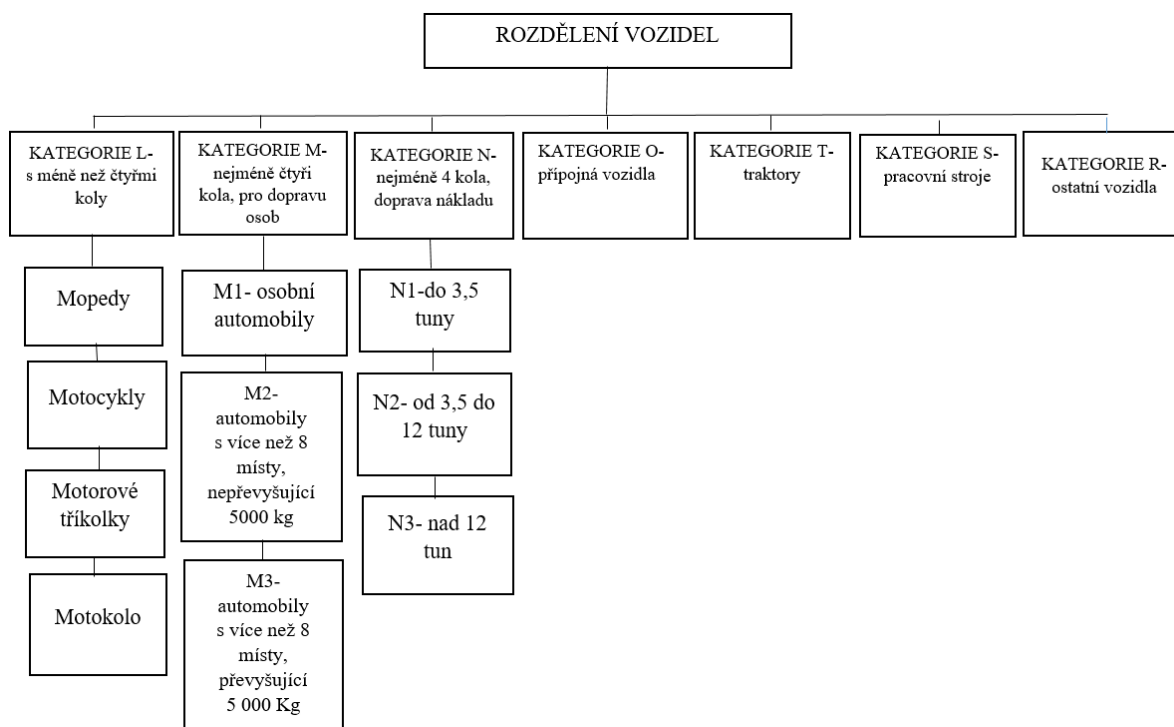 ROZDĚLENÍ VOZIDEL
KATEGORIE L-
s méně než čtyřmi
koly
KATEGORIE M-
nejméně čtyři
kola, pro dopravu
osob
KATEGORIE N-
nejméně 4 kola,
doprava nákladu
KATEGORIE O-
přípojná vozidla
KATEGORIE T-
traktory
KATEGORIE S-
pracovní stroje
KATEGORIE R-
ostatní vozidla
Mopedy
Motocykly
Motorové
tříkolky
Motokolo
M1- osobní
automobily
M2-
automobily
s více než 8
místy,
nepřevyšující
5000 kg
M3-
automobily
s více než 8
místy,
převyšující
5 000 Kg
N1-do 3,5
tuny
N2- od 3,5 do
12 tuny
N3- nad 12
tun